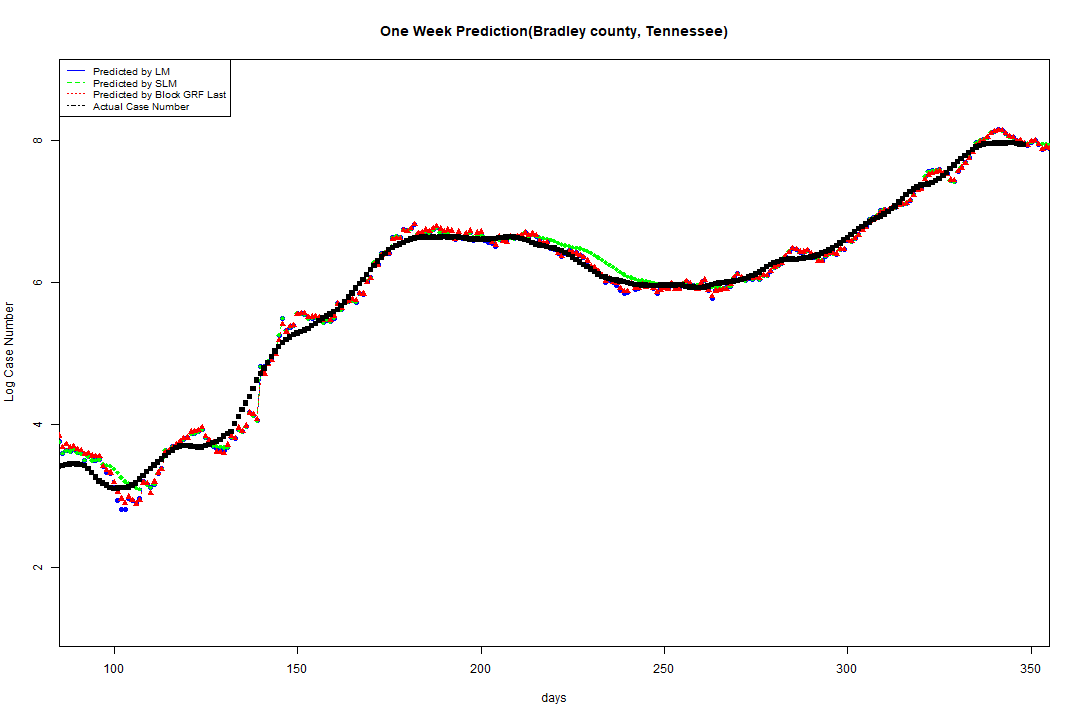 One Week Prediction(Bradley county, Tennessee)
Predicted by LM
Predicted by SLM
Predicted by Block GRF Last
Actual Case Number
8
6
4
2
Log Case Number
100 150 200 250 300 350
days